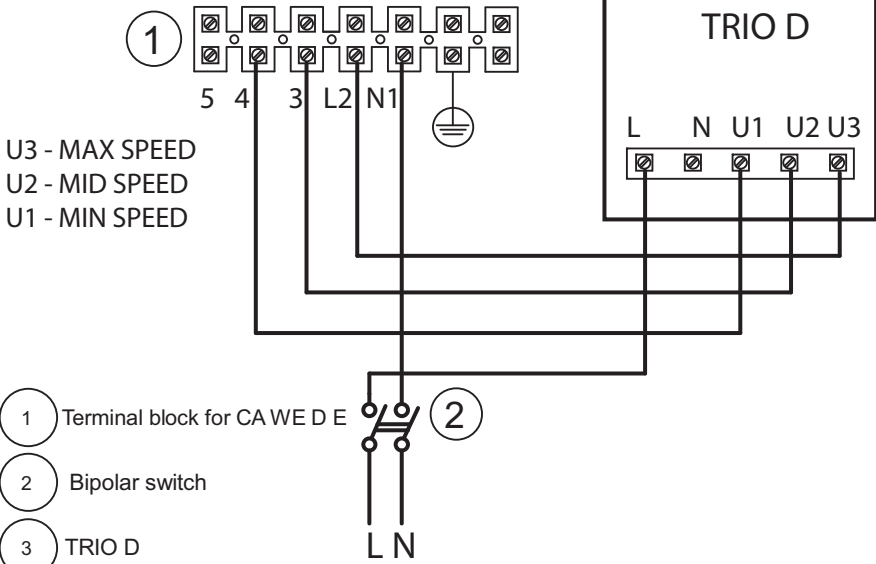 1
TRIO D
5 4 3 L2 N1
L N U1 U2 U3
U3 - MAX SPEED
U2 - MID SPEED
U1 - MIN SPEED
2
1 Terminal block for CA WE D E
2 Bipolar switch
3 TRIO D
L N